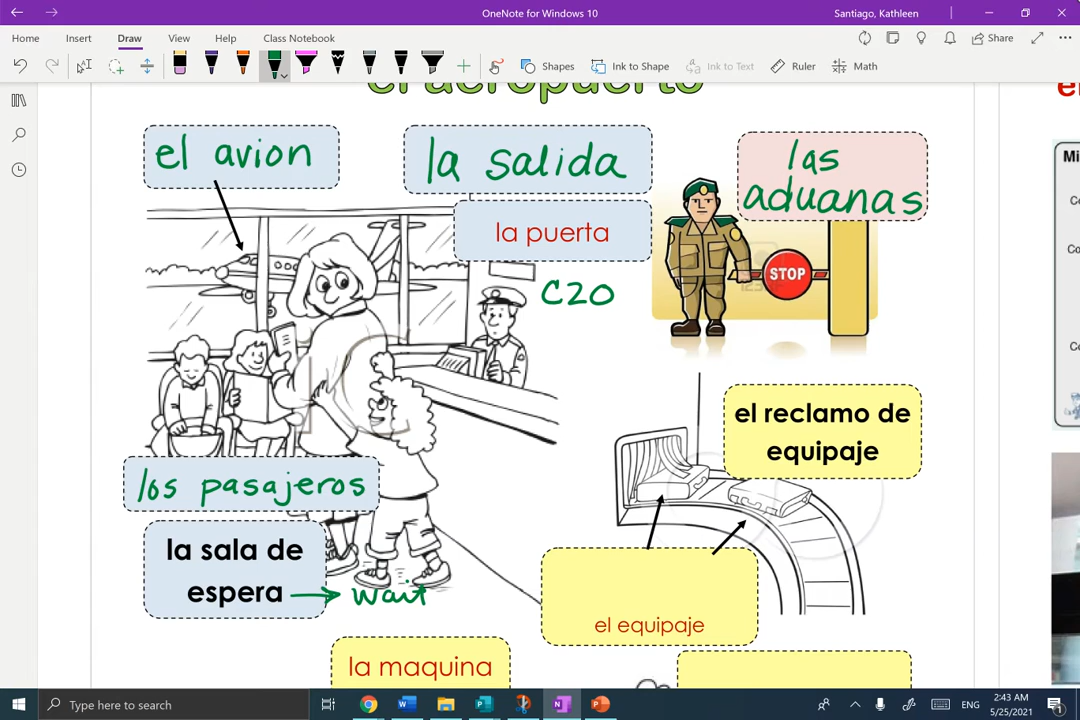 OneNote for Windows 10
Santiago, Kathleen
Home Insert Draw View Help Class Notebook
Share
Shapes Ink to Shape Ink to Text Ruler Math
el aeropuerto
el avion
la salida
las
aduanas
la puerta
C20
STOP
los pasajeros
la sala de
espera → wait
el reclamo de
equipaje
el equipaje
la maquina
Mi
Type here to search
ENG
2:43 AM
5/25/2021